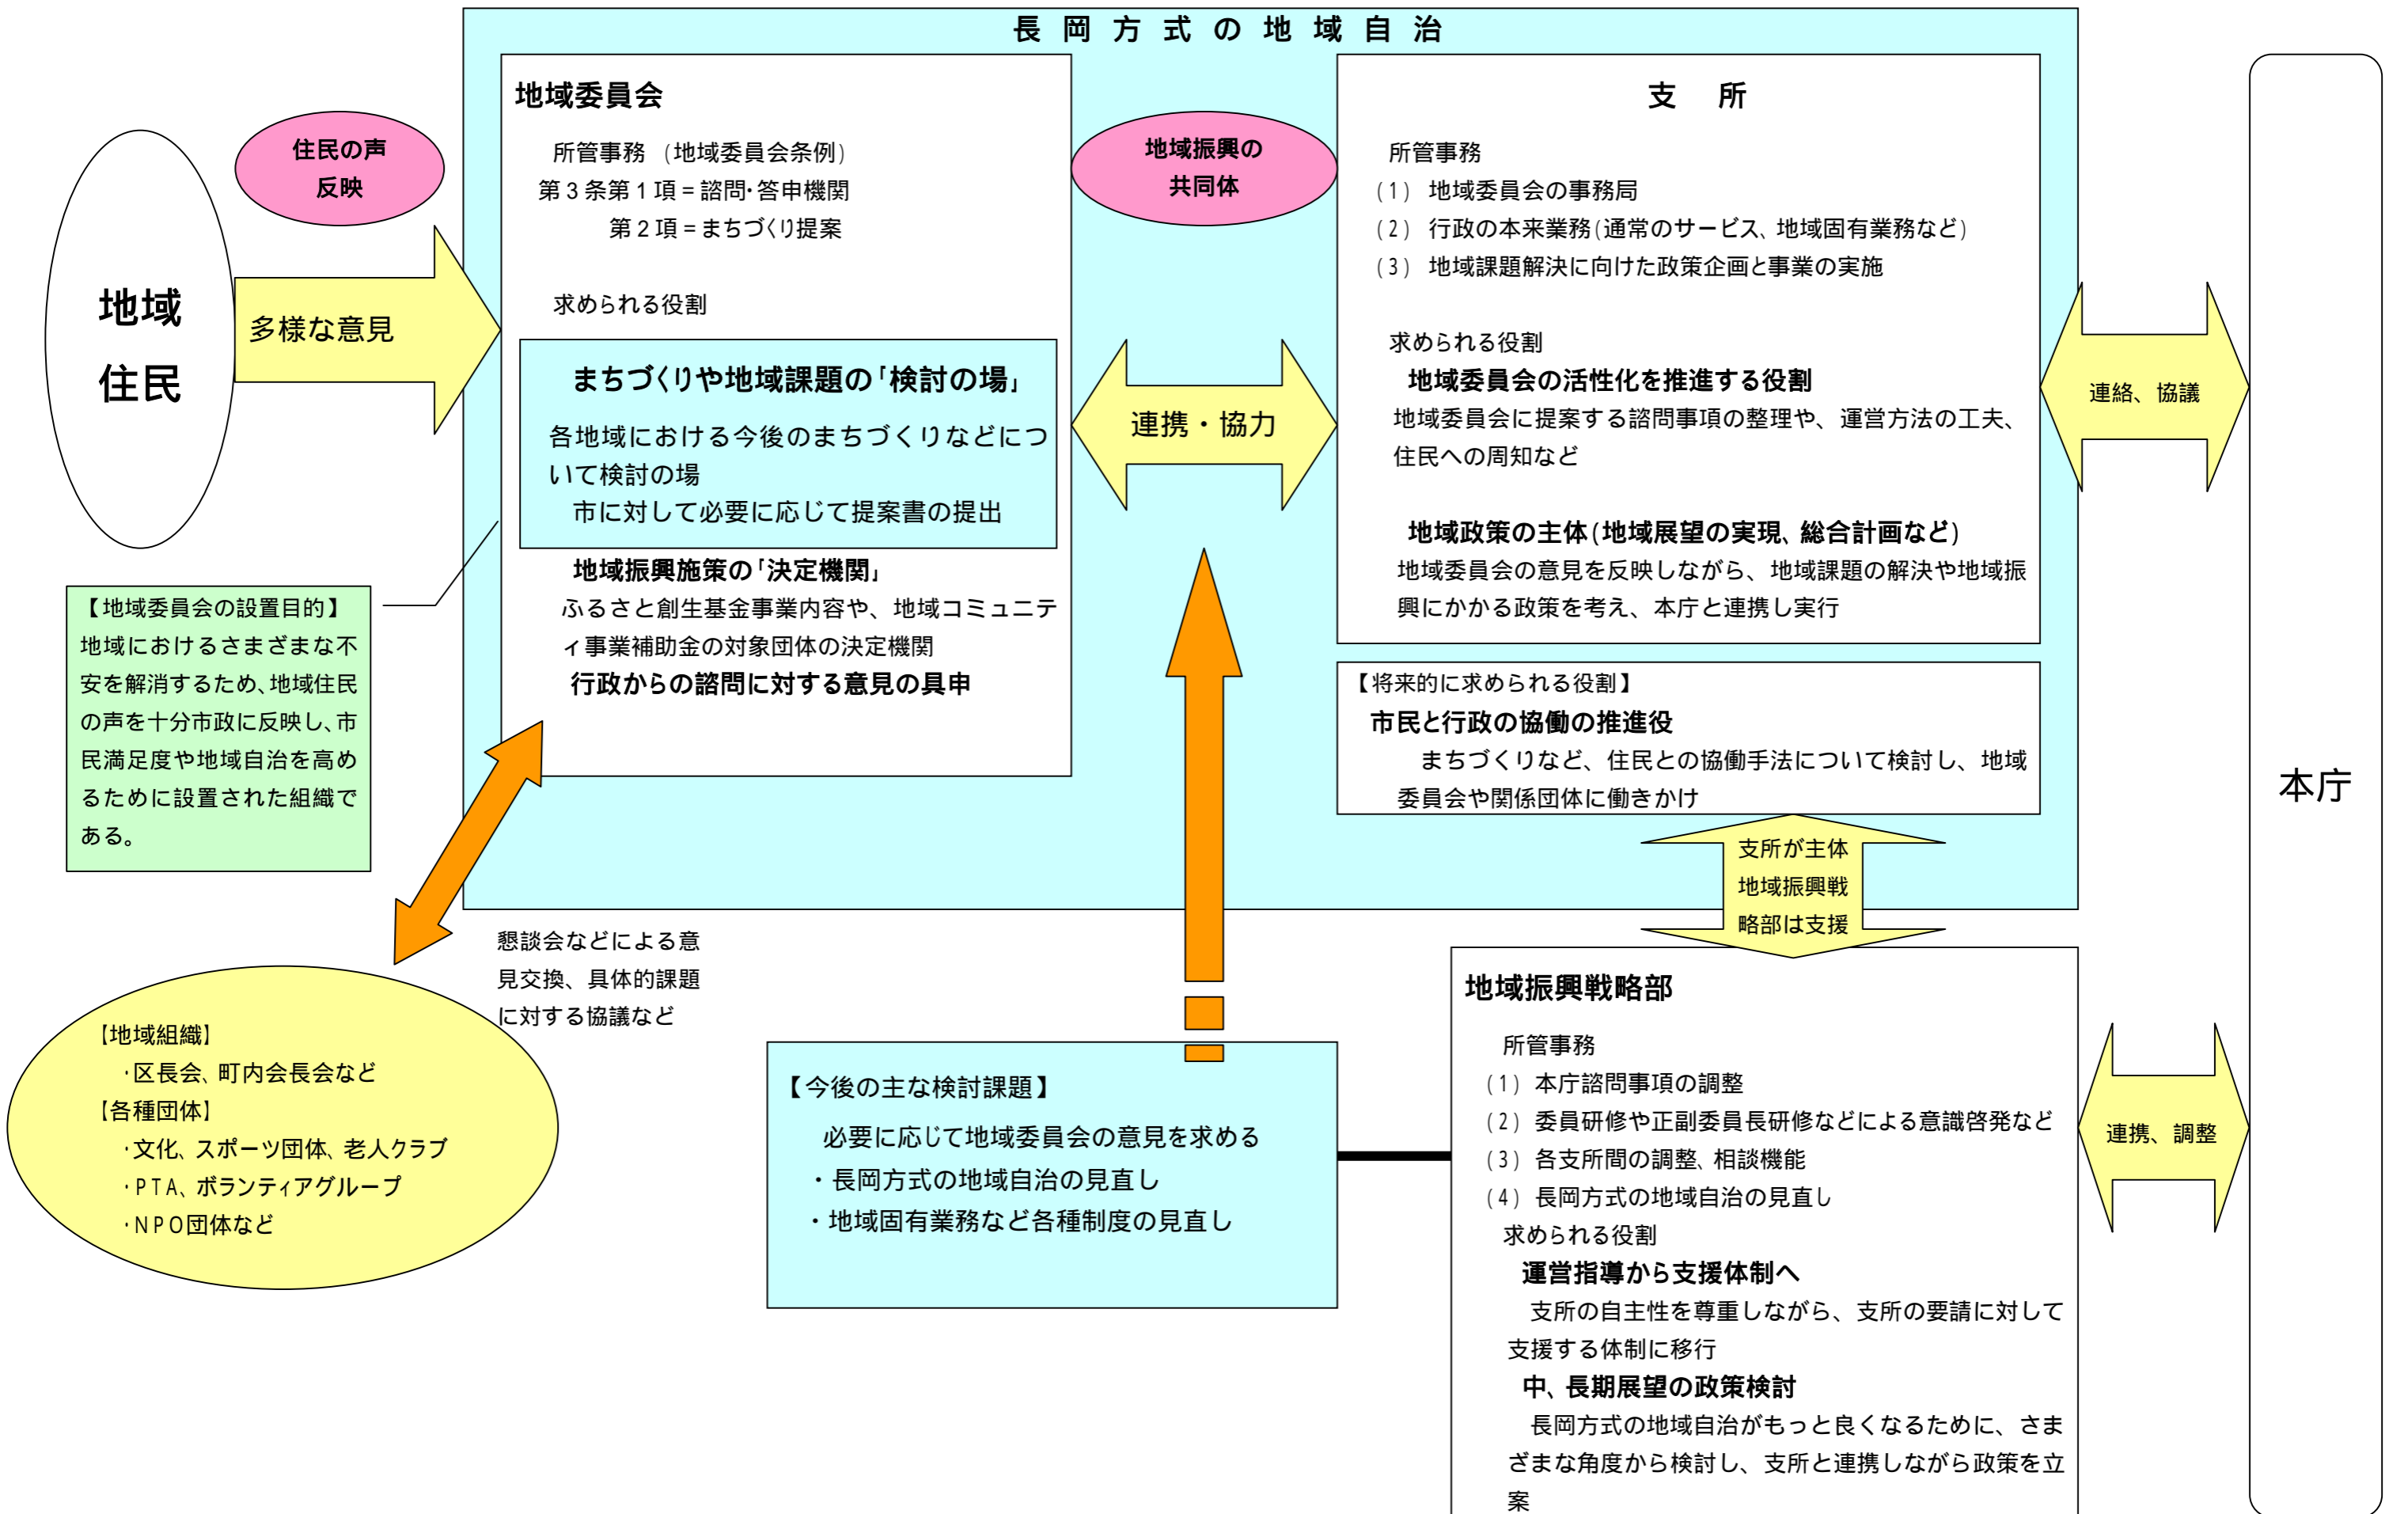 長岡方式の地域自治
地域
住民
住民の声
反映
多様な意見
地域委員会
所管事務 (地域委員会条例)
第3条第1項=諮問・答申機関
第2項=まちづくり提案
求められる役割
まちづくりや地域課題の「検討の場」
各地域における今後のまちづくりなどにつ
いて検討の場
市に対して必要に応じて提案書の提出
地域振興施策の「決定機関」
ふるさと創生基金事業内容や、地域コミュニテ
ィ事業補助金の対象団体の決定機関
行政からの諮問に対する意見の具申
地域振興の
共同体
連携・協力
支 所
所管事務
(1) 地域委員会の事務局
(2) 行政の本来業務(通常のサービス、地域固有業務など)
(3) 地域課題解決に向けた政策企画と事業の実施
求められる役割
地域委員会の活性化を推進する役割
地域委員会に提案する諮問事項の整理や、運営方法の工夫、
住民への周知など
地域政策の主体(地域展望の実現、総合計画など)
地域委員会の意見を反映しながら、地域課題の解決や地域振
興にかかる政策を考え、本庁と連携し実行
【将来的に求められる役割】
市民と行政の協働の推進役
まちづくりなど、住民との協働手法について検討し、地域
委員会や関係団体に働きかけ
連絡、協議
本庁
【地域委員会の設置目的】
地域におけるさまざまな不
安を解消するため、地域住民
の声を十分市政に反映し、市
民満足度や地域自治を高め
るために設置された組織で
ある。
支所が主体
地域振興戦
略部は支援
懇談会などによる意
見交換、具体的課題
に対する協議など
【地域組織】
・区長会、町内会長会など
【各種団体】
・文化、スポーツ団体、老人クラブ
・PTA、ボランティアグループ
・NPO団体など
【今後の主な検討課題】
必要に応じて地域委員会の意見を求める
・長岡方式の地域自治の見直し
・地域固有業務など各種制度の見直し
地域振興戦略部
所管事務
(1) 本庁諮問事項の調整
(2) 委員研修や正副委員長研修などによる意識啓発など
(3) 各支所間の調整、相談機能
(4) 長岡方式の地域自治の見直し
求められる役割
運営指導から支援体制へ
支所の自主性を尊重しながら、支所の要請に対して
支援する体制に移行
中、長期展望の政策検討
長岡方式の地域自治がもっと良くなるために、さま
ざまな角度から検討し、支所と連携しながら政策を立
案
連携、調整